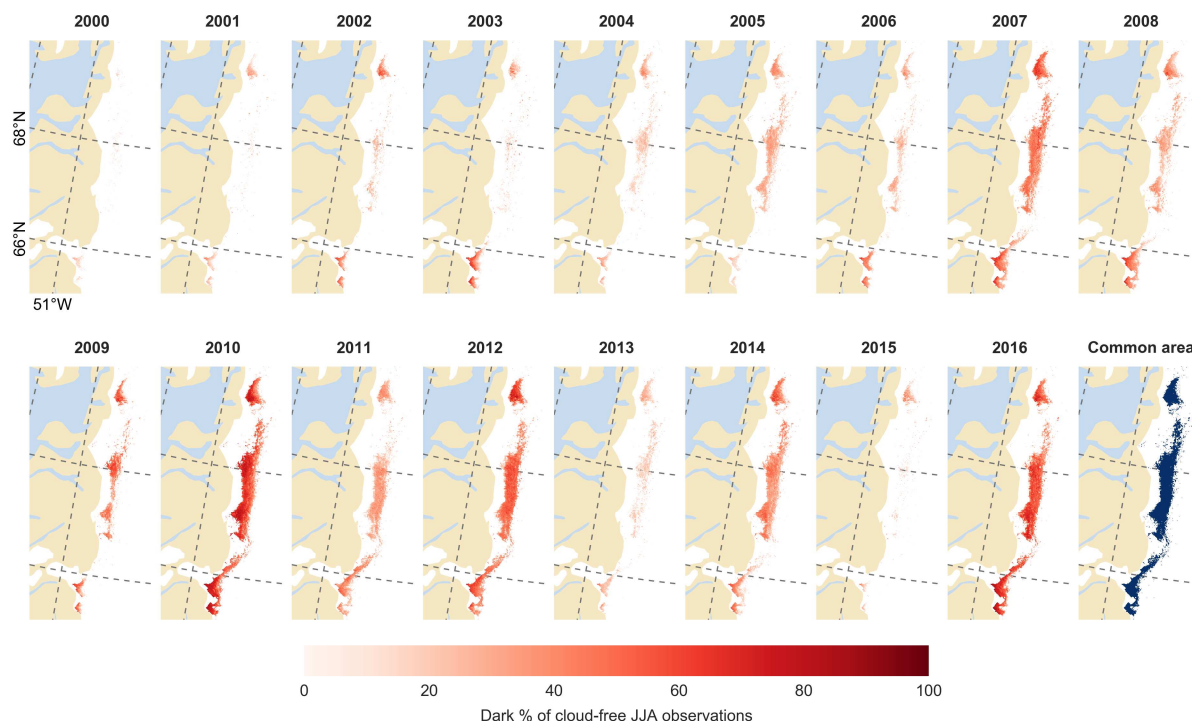 2000 2001 2002 2003 2004 2005 2006 2007 2008
68°N
66°N
51°W
2009 2010 2011 2012 2013 2014 2015 2016 Common area
0 20 40 60 80 100
Dark % of cloud-free JJA observations